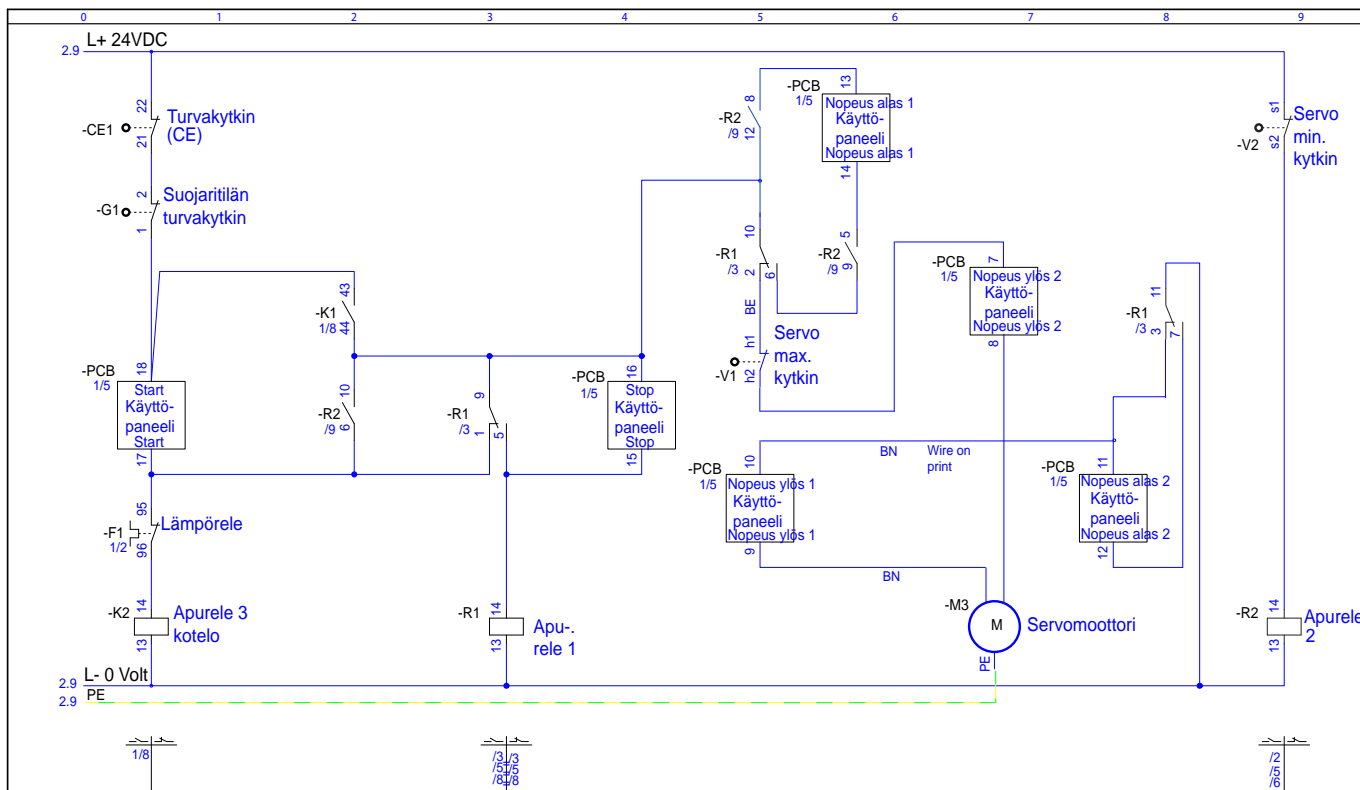 0 1 2 3 4 5 6 7 8 9
L+ 24VDC
2.9
22
-CE1
21
Turvakytkin
(CE)
2
-G1
1
Suojaritilän
turvakytkin
43
-K1
1/8
44
18
-PCB
1/5
Start
Käyttö-
paneeli
Start
17
10
-R2
/9
6
9
-R1
/3
1
5
16
-PCB
1/5
Stop
Käyttö-
paneeli
Stop
15
95
-F1
1/2
96
Lämpörele
14
-K2
13
Apurele 3
kotelo
14
-R1
13
Apu-.
rele 1
8
-R2
/9
12
13
-PCB
1/5
Nopeus alas 1
Käyttö-
paneeli
Nopeus alas 1
14
10
-R1
/3
2
6
5
-R2
/9
9
BE
h1
-V1
h2
Servo
max.
kytkin
7
-PCB
1/5
Nopeus ylös 2
Käyttö-
paneeli
Nopeus ylös 2
8
11
-R1
/3
3
7
BN
Wire on
print
10
-PCB
1/5
Nopeus ylös 1
Käyttö-
paneeli
Nopeus ylös 1
9
BN
11
-PCB
1/5
Nopeus alas 2
Käyttö-
paneeli
Nopeus alas 2
12
-M3
M
Servomoottori
PE
s1
-V2
s2
Servo
min.
kytkin
14
-R2
13
Apurele
2
L- 0 Volt
2.9
PE
2.9
1/8
/3 /3
/5 /5
/8 /8
/2
/5
/6